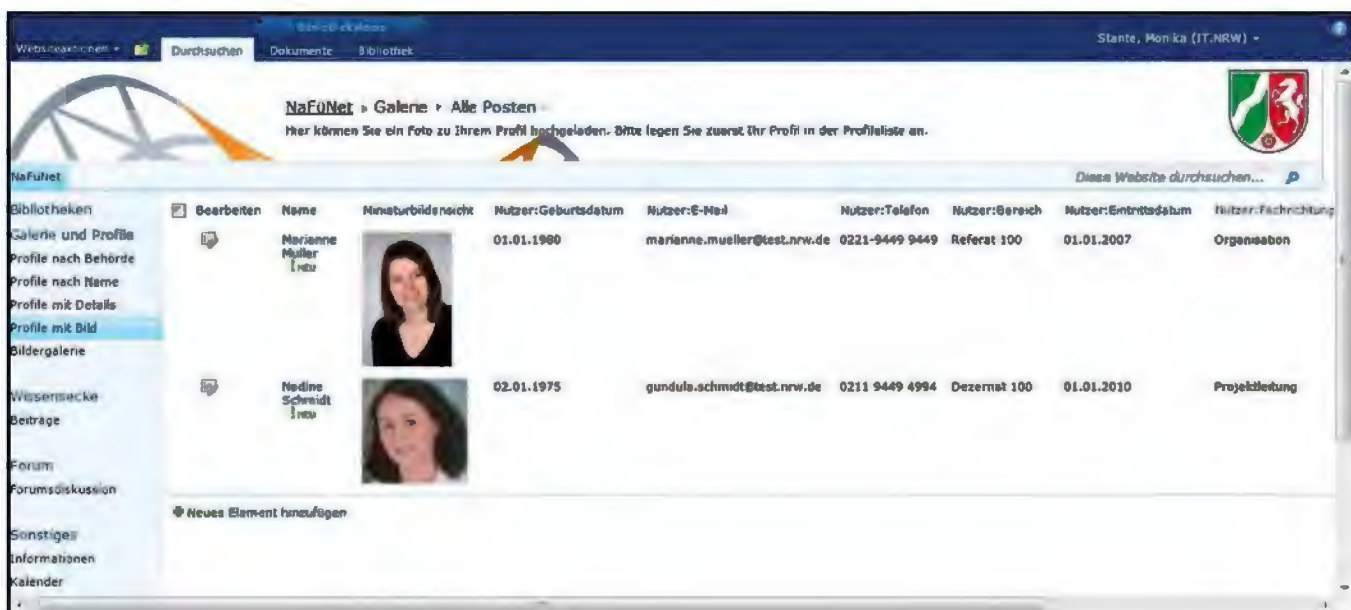 Websiteaktionen
Durchsuchen
Dokumente
Bibliothek
Stante, Monika (IT.NRW)
NaFüNet › Galerie › Alle Posten
Hier können Sie ein Foto zu Ihrem Profil hochgeladen. Bitte legen Sie zuerst Ihr Profil in der Profilliste an.
NaFüNet
Diese Website durchsuchen...
Bibliotheken
Galerie und Profile
Profile nach Behörde
Profile nach Name
Profile mit Details
Profile mit Bild
Bildergalerie
Wissensecke
Beiträge
Forum
Forumsdiskussion
Sonstiges
Informationen
Kalender
Bearbeiten Name Miniaturbildansicht Nutzer:Geburtsdatum Nutzer:E-Mail Nutzer:Telefon Nutzer:Bereich Nutzer:Eintrittsdatum Nutzer:Fachrichtung
Marianne 01.01.1980 marianne.mueller@test.nrw.de 0221-9449 9449 Referat 100 01.01.2007 Organisation
Müller
neu
Nadine 02.01.1975 gundula.schmidt@test.nrw.de 0211 9449 4994 Dezernat 100 01.01.2010 Projektleitung
Schmidt
neu
Neues Element hinzufügen